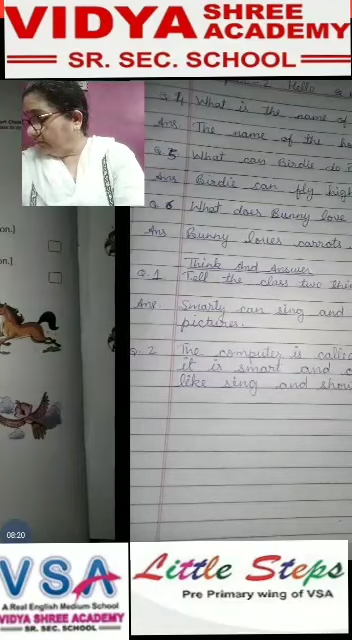 VIDYA SHREE ACADEMY
SR. SEC. SCHOOL
Hello
Q.4 What is the name of
Ans The name of the
Q.5 What can Birdie do
Ans Birdie can fly hig
Q.6 What does Bunny love
Ans Bunny loves carrots
Think And Answer
Q.1 Tell the class two thi
Ans. Smarty can sing and
pictures.
Q.2 The computer is calle
it is smart and c
like sing and show
on.]
n.]
08:20
VSA
A Real English Medium School
VIDYA SHREE ACADEMY
SR. SEC. SCHOOL
Little Steps
Pre Primary wing of VSA